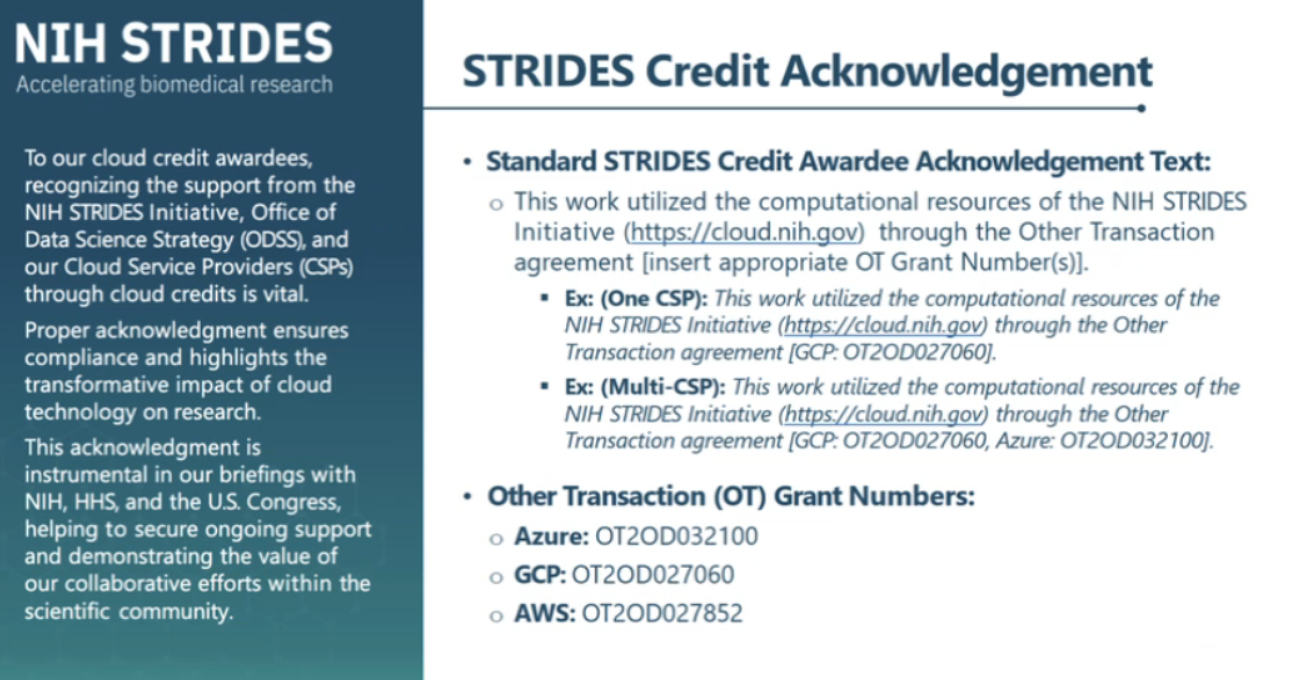 NIH STRIDES
Accelerating biomedical research
To our cloud credit awardees,
recognizing the support from the
NIH STRIDES Initiative, Office of
Data Science Strategy (ODSS), and
our Cloud Service Providers (CSPs)
through cloud credits is vital.
Proper acknowledgment ensures
compliance and highlights the
transformative impact of cloud
technology on research.
This acknowledgment is
instrumental in our briefings with
NIH, HHS, and the U.S. Congress,
helping to secure ongoing support
and demonstrating the value of
our collaborative efforts within the
scientific community.
STRIDES Credit Acknowledgement
• Standard STRIDES Credit Awardee Acknowledgement Text:
o This work utilized the computational resources of the NIH STRIDES
Initiative (https://cloud.nih.gov) through the Other Transaction
agreement [insert appropriate OT Grant Number(s)].
▪ Ex: (One CSP): This work utilized the computational resources of the
NIH STRIDES Initiative (https://cloud.nih.gov) through the Other
Transaction agreement [GCP: OT2OD027060].
▪ Ex: (Multi-CSP): This work utilized the computational resources of the
NIH STRIDES Initiative (https://cloud.nih.gov) through the Other
Transaction agreement [GCP: OT2OD027060, Azure: OT2OD032100].
• Other Transaction (OT) Grant Numbers:
o Azure: OT2OD032100
o GCP: OT2OD027060
o AWS: OT2OD027852